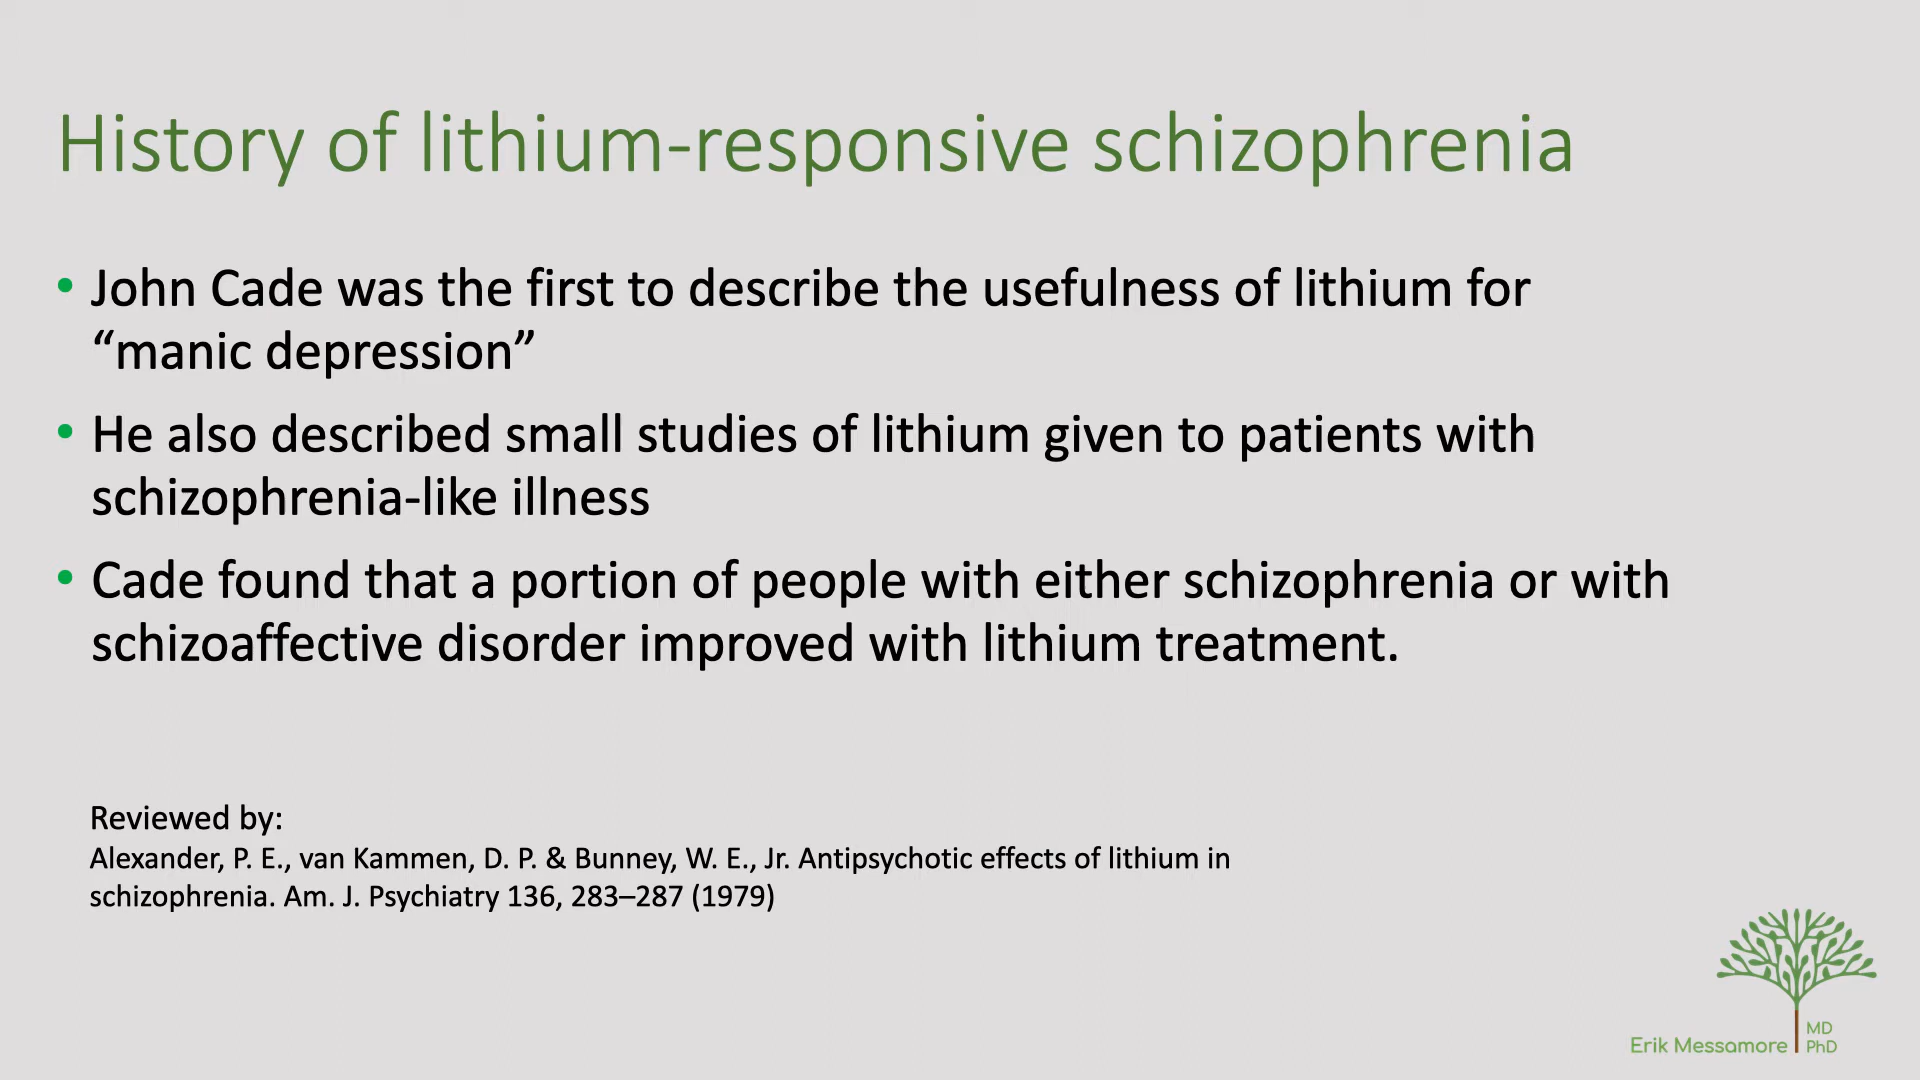 History of lithium-responsive schizophrenia
• John Cade was the first to describe the usefulness of lithium for
“manic depression”
• He also described small studies of lithium given to patients with
schizophrenia-like illness
• Cade found that a portion of people with either schizophrenia or with
schizoaffective disorder improved with lithium treatment.
Reviewed by:
Alexander, P. E., van Kammen, D. P. & Bunney, W. E., Jr. Antipsychotic effects of lithium in
schizophrenia. Am. J. Psychiatry 136, 283–287 (1979)
Erik Messamore
MD
PhD